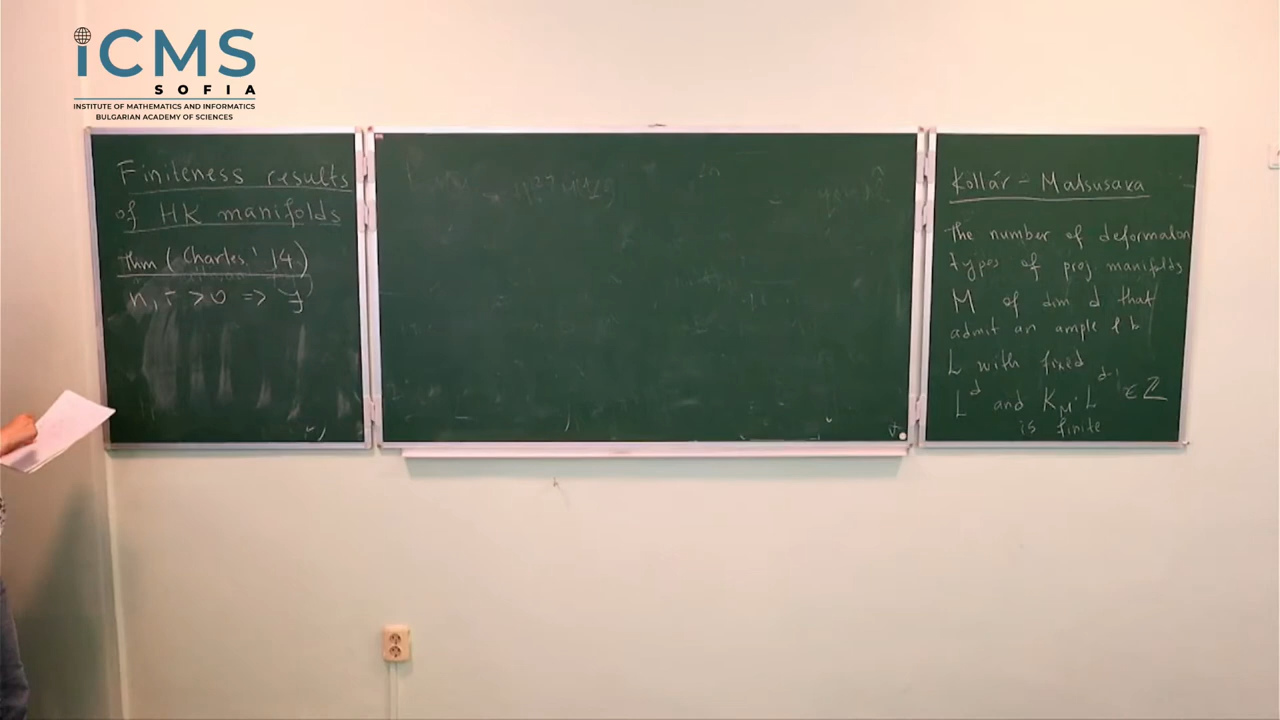 iCMS
SOFIA
INSTITUTE OF MATHEMATICS AND INFORMATICS
BULGARIAN ACADEMY OF SCIENCES
Finiteness results
of HK manifolds
Thm (Charles '14)
n, r > 0 => ∃
Kollár - Matsusaka
The number of deformation
types of proj manifolds
M of dim d that
admit an ample l b
L with fixed
L^d and K_M·L^{d-1} ∈ ℤ
is finite